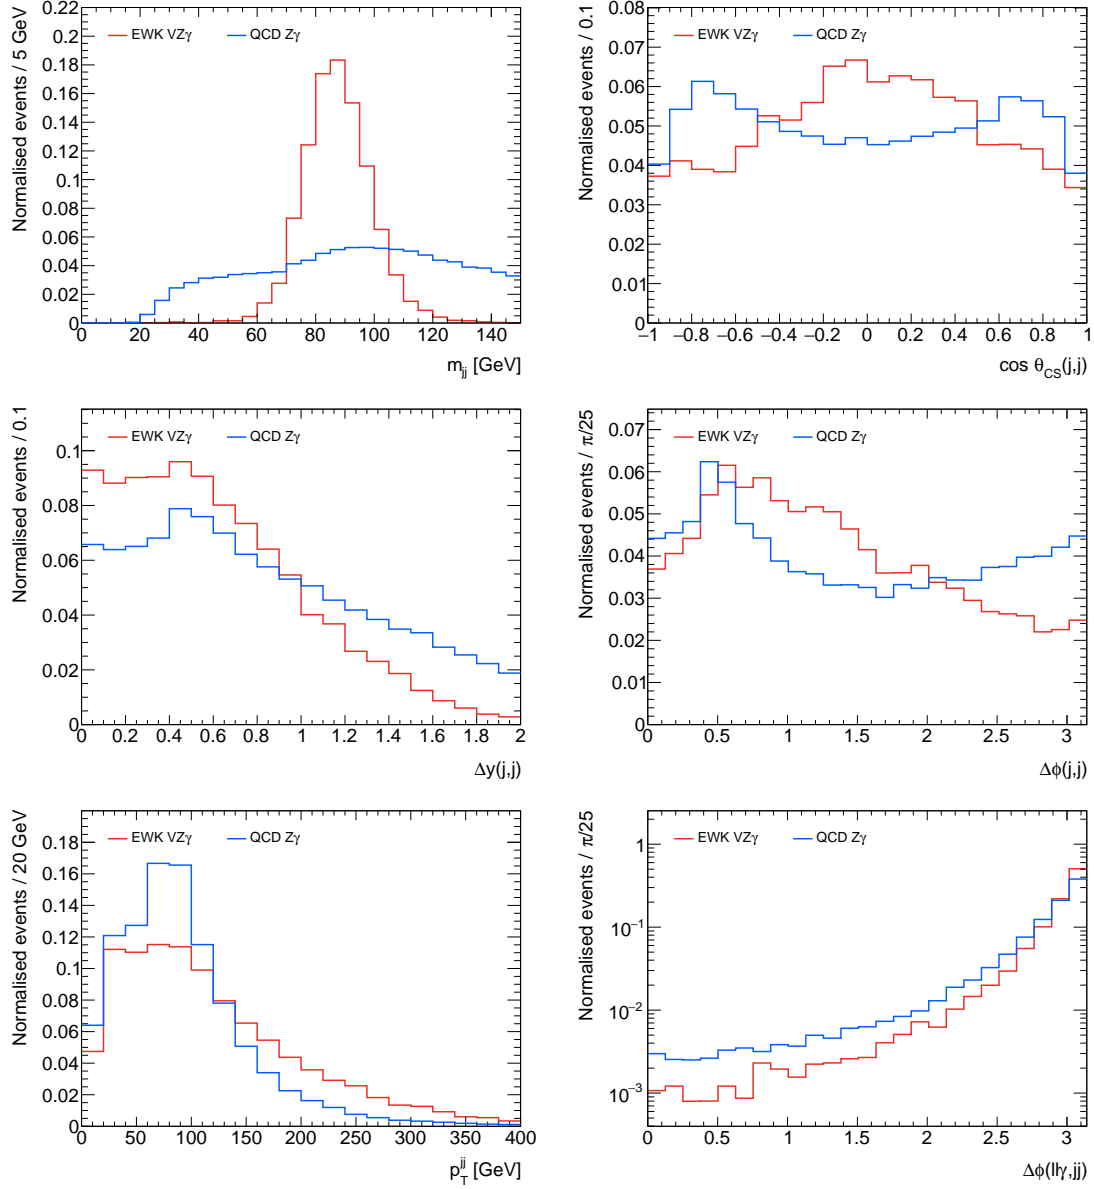 Normalised events / 5 GeV
0.22
0.2
0.18
0.16
0.14
0.12
0.1
0.08
0.06
0.04
0.02
0
EWK VZγ QCD Zγ
0 20 40 60 80 100 120 140
m_jj [GeV]
Normalised events / 0.1
0.08
0.07
0.06
0.05
0.04
0.03
0.02
0.01
0
EWK VZγ QCD Zγ
−1 −0.8 −0.6 −0.4 −0.2 0 0.2 0.4 0.6 0.8 1
cos θ_CS(j,j)
Normalised events / 0.1
0.1
0.08
0.06
0.04
0.02
0
EWK VZγ QCD Zγ
0 0.2 0.4 0.6 0.8 1 1.2 1.4 1.6 1.8 2
Δy(j,j)
Normalised events / π/25
0.07
0.06
0.05
0.04
0.03
0.02
0.01
0
EWK VZγ QCD Zγ
0 0.5 1 1.5 2 2.5 3
Δϕ(j,j)
Normalised events / 20 GeV
0.18
0.16
0.14
0.12
0.1
0.08
0.06
0.04
0.02
0
EWK VZγ QCD Zγ
0 50 100 150 200 250 300 350 400
p_T^jj [GeV]
Normalised events / π/25
1
10⁻¹
10⁻²
10⁻³
EWK VZγ QCD Zγ
0 0.5 1 1.5 2 2.5 3
Δϕ(llγ,jj)